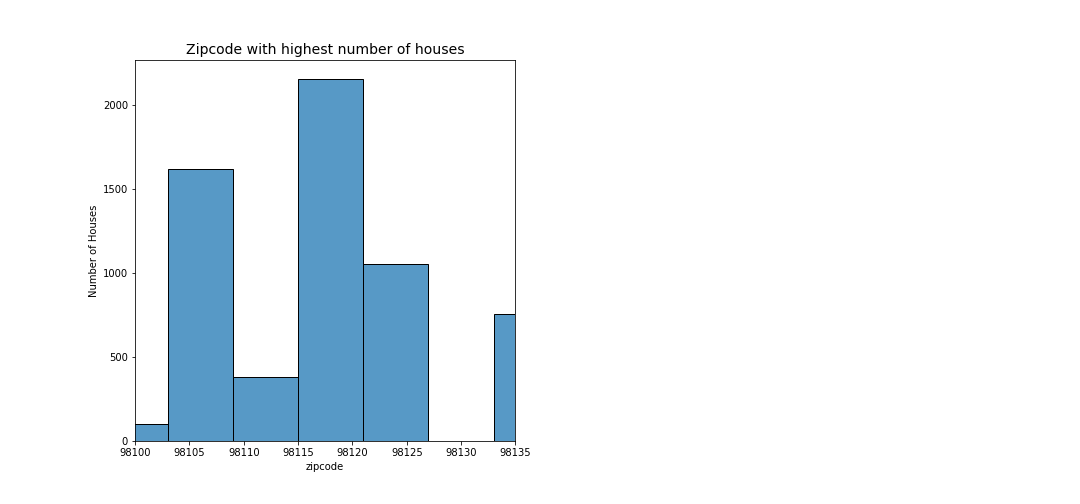 Zipcode with highest number of houses
2000
1500
1000
500
0
Number of Houses
98100 98105 98110 98115 98120 98125 98130 98135
zipcode